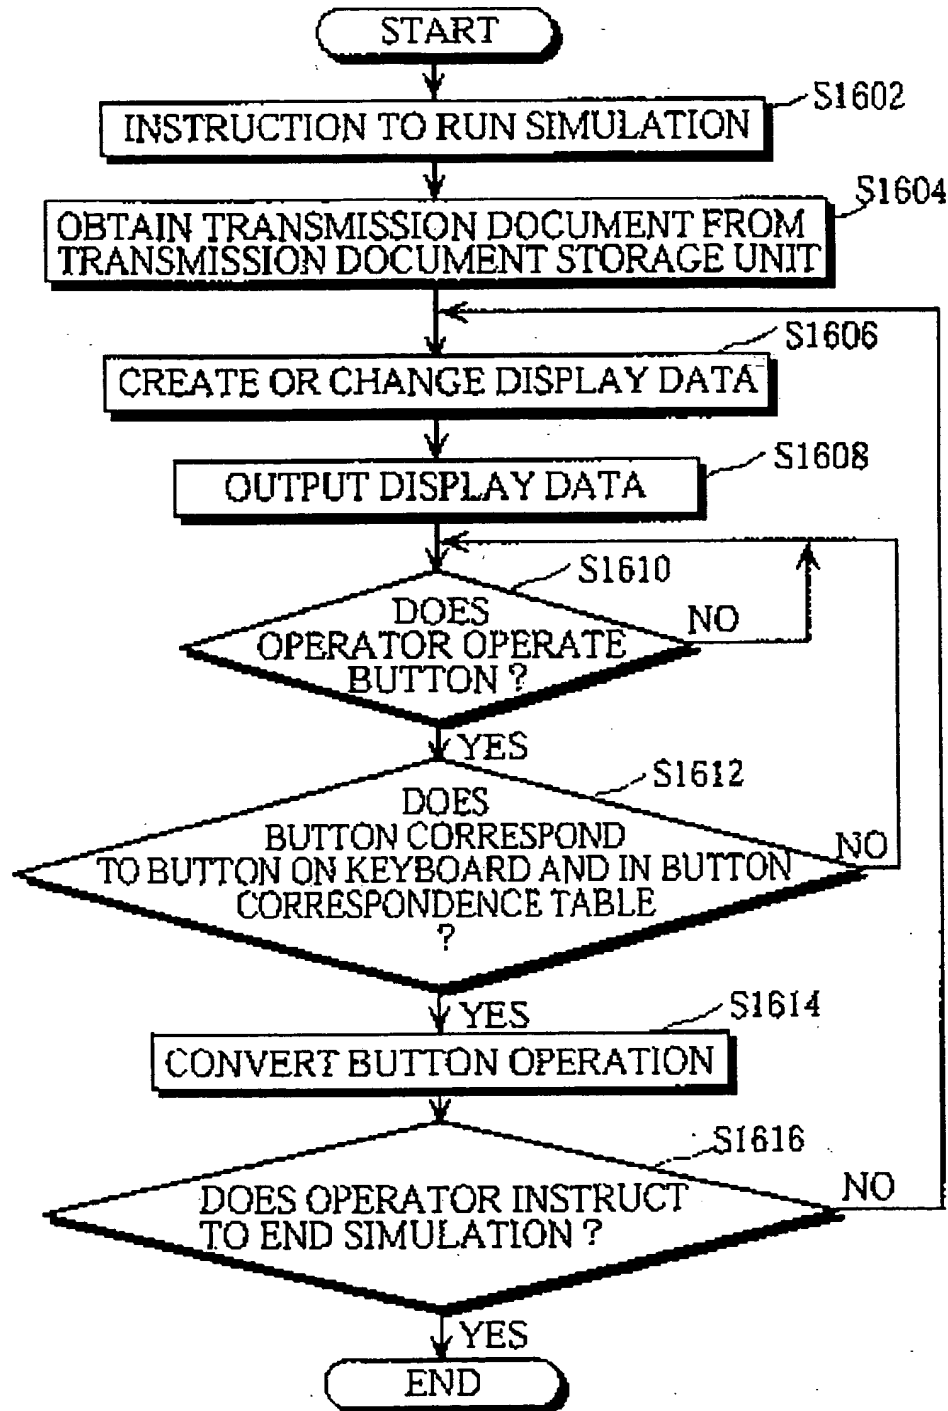 START
S1602
INSTRUCTION TO RUN SIMULATION
S1604
OBTAIN TRANSMISSION DOCUMENT FROM
TRANSMISSION DOCUMENT STORAGE UNIT
S1606
CREATE OR CHANGE DISPLAY DATA
S1608
OUTPUT DISPLAY DATA
S1610
DOES
OPERATOR OPERATE
BUTTON ?
NO
YES
S1612
DOES
BUTTON CORRESPOND
TO BUTTON ON KEYBOARD AND IN BUTTON
CORRESPONDENCE TABLE
?
NO
YES
S1614
CONVERT BUTTON OPERATION
S1616
DOES OPERATOR INSTRUCT
TO END SIMULATION ?
NO
YES
END